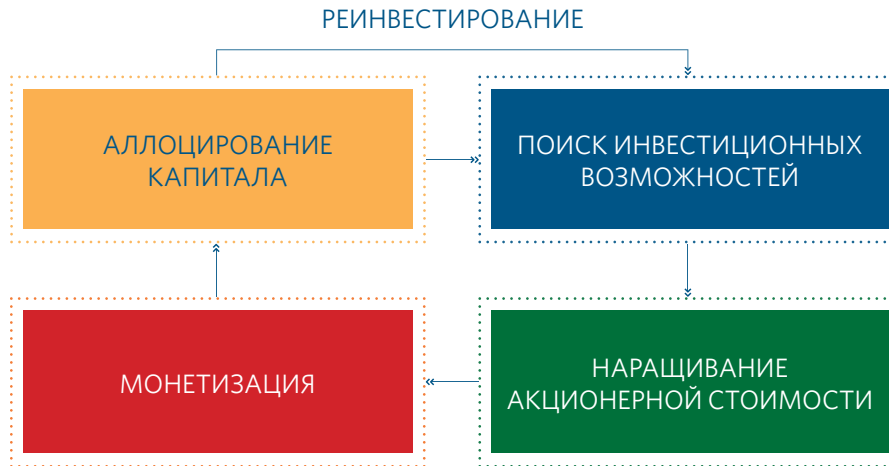 РЕИНВЕСТИРОВАНИЕ
АЛЛОЦИРОВАНИЕ
КАПИТАЛА
ПОИСК ИНВЕСТИЦИОННЫХ
ВОЗМОЖНОСТЕЙ
МОНЕТИЗАЦИЯ
НАРАЩИВАНИЕ
АКЦИОНЕРНОЙ СТОИМОСТИ